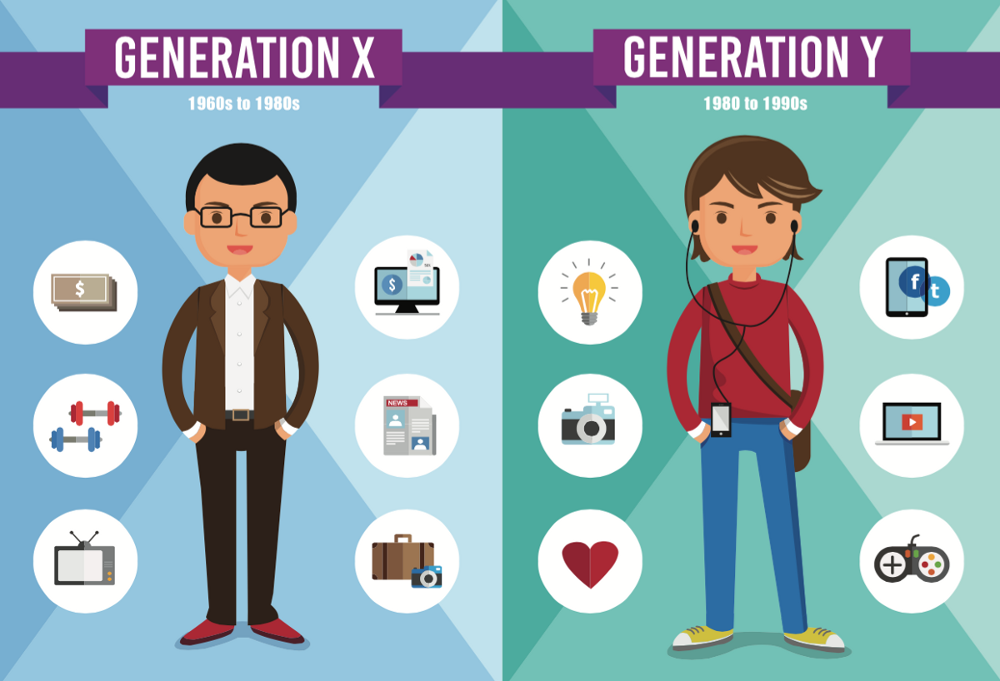 GENERATION X
1960s to 1980s
$
$
NEWS
GENERATION Y
1980 to 1990s
f
t